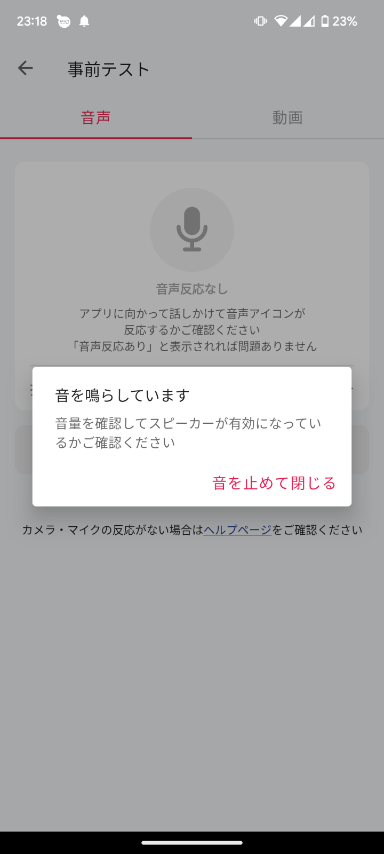 23:18
23%
事前テスト
音声
動画
音声反応なし
アプリに向かって話しかけて音声アイコンが
反応するかご確認ください
「音声反応あり」と表示されれば問題ありません
音を鳴らしています
音量を確認してスピーカーが有効になってい
るかご確認ください
音を止めて閉じる
カメラ・マイクの反応がない場合はヘルプページをご確認ください